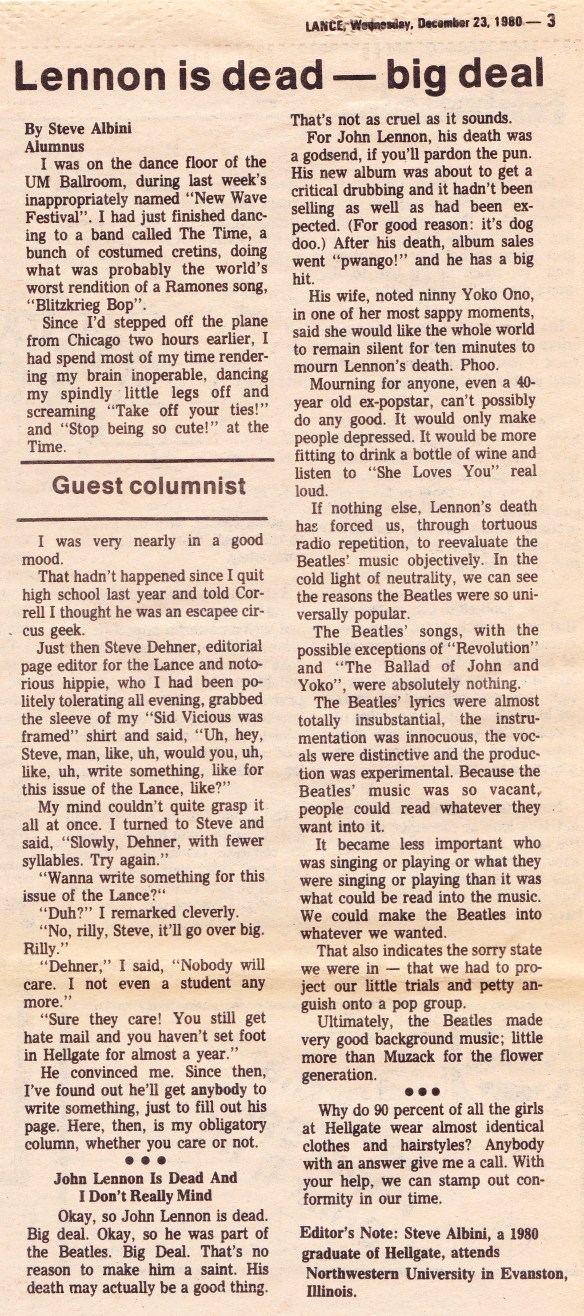 LANCE, Wednesday, December 23, 1980 — 3
Lennon is dead — big deal
By Steve Albini
Alumnus
I was on the dance floor of the
UM Ballroom, during last week's
inappropriately named "New Wave
Festival". I had just finished danc-
ing to a band called The Time, a
bunch of costumed cretins, doing
what was probably the world's
worst rendition of a Ramones song,
"Blitzkrieg Bop".
Since I'd stepped off the plane
from Chicago two hours earlier, I
had spend most of my time render-
ing my brain inoperable, dancing
my spindly little legs off and
screaming "Take off your ties!"
and "Stop being so cute!" at the
Time.
Guest columnist
I was very nearly in a good
mood.
That hadn't happened since I quit
high school last year and told Cor-
rell I thought he was an escapee cir-
cus geek.
Just then Steve Dehner, editorial
page editor for the Lance and noto-
rious hippie, who I had been po-
litely tolerating all evening, grabbed
the sleeve of my "Sid Vicious was
framed" shirt and said, "Uh, hey,
Steve, man, like, uh, would you, uh,
like, uh, write something, like for
this issue of the Lance, like?"
My mind couldn't quite grasp it
all at once. I turned to Steve and
said, "Slowly, Dehner, with fewer
syllables. Try again."
"Wanna write something for this
issue of the Lance?"
"Duh?" I remarked cleverly.
"No, rilly, Steve, it'll go over big.
Rilly."
"Dehner," I said, "Nobody will
care. I not even a student any
more."
"Sure they care! You still get
hate mail and you haven't set foot
in Hellgate for almost a year."
He convinced me. Since then,
I've found out he'll get anybody to
write something, just to fill out his
page. Here, then, is my obligatory
column, whether you care or not.
● ● ●
John Lennon Is Dead And
I Don't Really Mind
Okay, so John Lennon is dead.
Big deal. Okay, so he was part of
the Beatles. Big Deal. That's no
reason to make him a saint. His
death may actually be a good thing.
That's not as cruel as it sounds.
For John Lennon, his death was
a godsend, if you'll pardon the pun.
His new album was about to get a
critical drubbing and it hadn't been
selling as well as had been ex-
pected. (For good reason: it's dog
doo.) After his death, album sales
went "pwango!" and he has a big
hit.
His wife, noted ninny Yoko Ono,
in one of her most sappy moments,
said she would like the whole world
to remain silent for ten minutes to
mourn Lennon's death. Phoo.
Mourning for anyone, even a 40-
year old ex-popstar, can't possibly
do any good. It would only make
people depressed. It would be more
fitting to drink a bottle of wine and
listen to "She Loves You" real
loud.
If nothing else, Lennon's death
has forced us, through tortuous
radio repetition, to reevaluate the
Beatles' music objectively. In the
cold light of neutrality, we can see
the reasons the Beatles were so uni-
versally popular.
The Beatles' songs, with the
possible exceptions of "Revolution"
and "The Ballad of John and
Yoko", were absolutely nothing.
The Beatles' lyrics were almost
totally insubstantial, the instru-
mentation was innocuous, the voc-
als were distinctive and the produc-
tion was experimental. Because the
Beatles' music was so vacant,
people could read whatever they
want into it.
It became less important who
was singing or playing or what they
were singing or playing than it was
what could be read into the music.
We could make the Beatles into
whatever we wanted.
That also indicates the sorry state
we were in — that we had to pro-
ject our little trials and petty an-
guish onto a pop group.
Ultimately, the Beatles made
very good background music; little
more than Muzack for the flower
generation.
● ● ●
Why do 90 percent of all the girls
at Hellgate wear almost identical
clothes and hairstyles? Anybody
with an answer give me a call. With
your help, we can stamp out con-
formity in our time.
Editor's Note: Steve Albini, a 1980
graduate of Hellgate, attends
Northwestern University in Evanston,
Illinois.